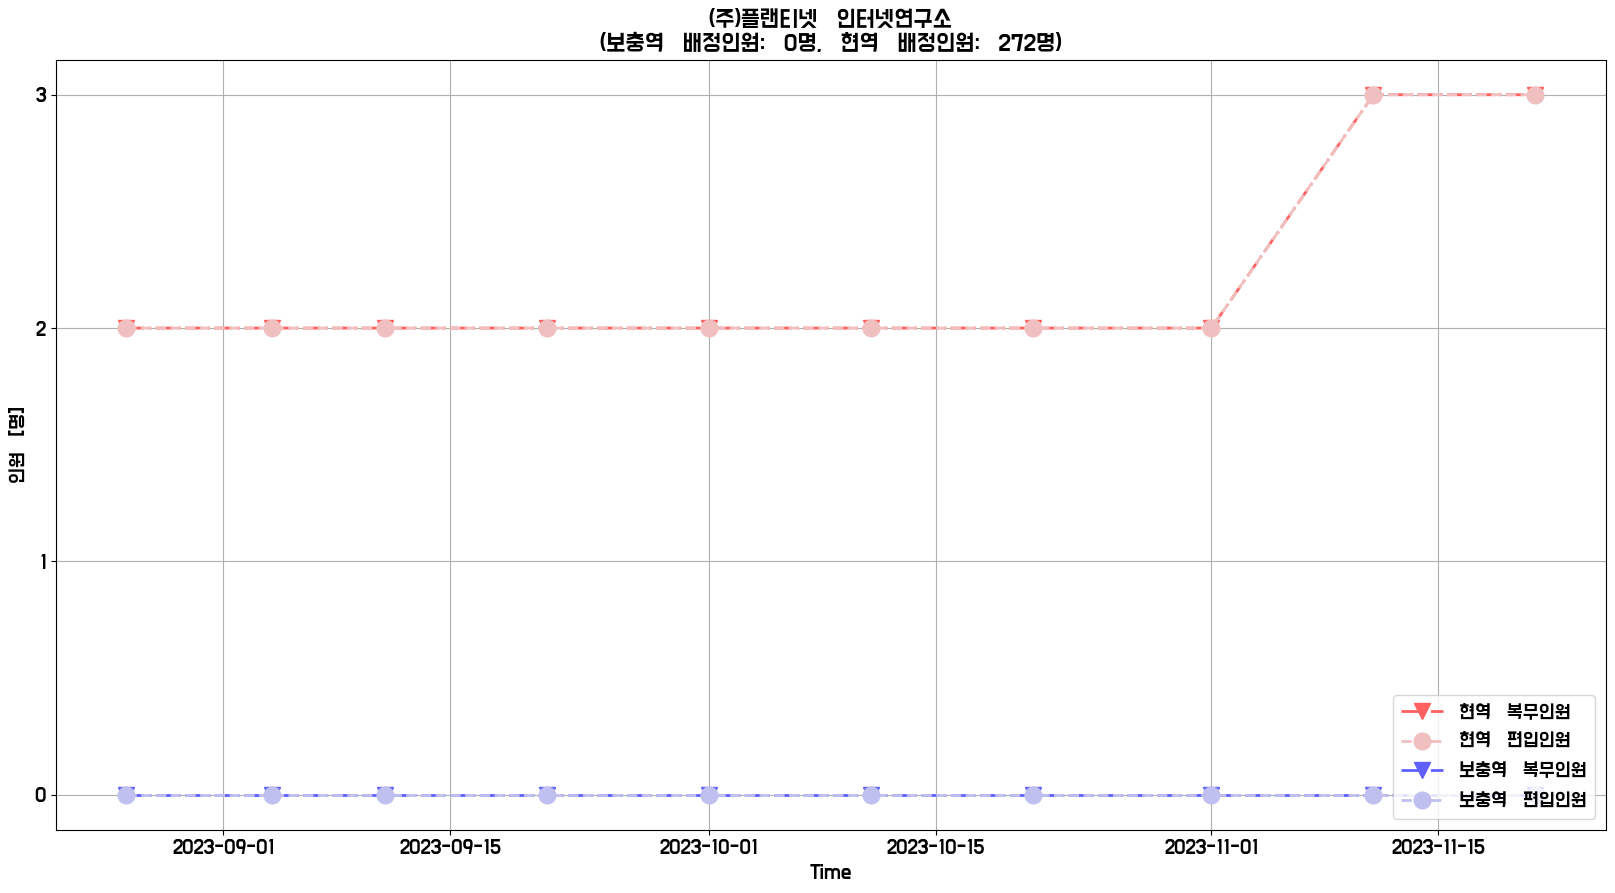 (주)플랜티넷 인터넷연구소
(보충역 배정인원: 0명, 현역 배정인원: 272명)
3
2
1
0
인원 [명]
2023-09-01 2023-09-15 2023-10-01 2023-10-15 2023-11-01 2023-11-15
Time
현역 복무인원
현역 편입인원
보충역 복무인원
보충역 편입인원